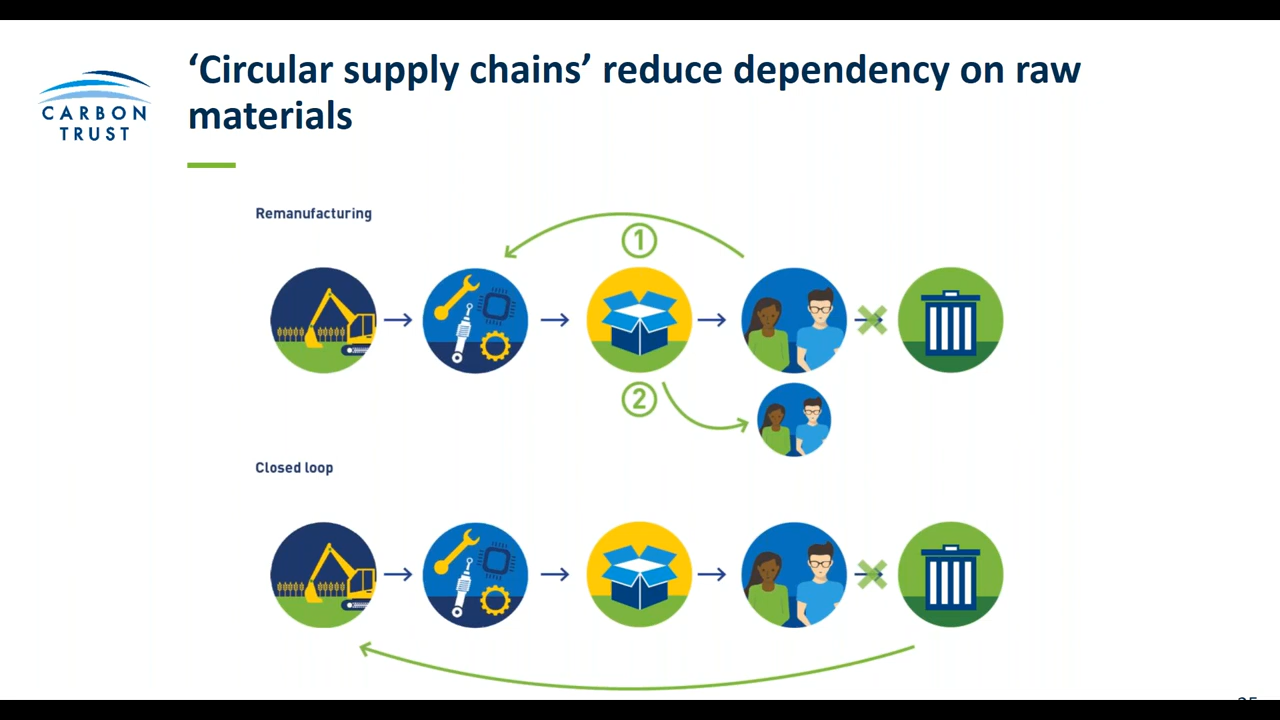 ‘Circular supply chains’ reduce dependency on raw
materials
CARBON
TRUST
Remanufacturing
1
2
Closed loop